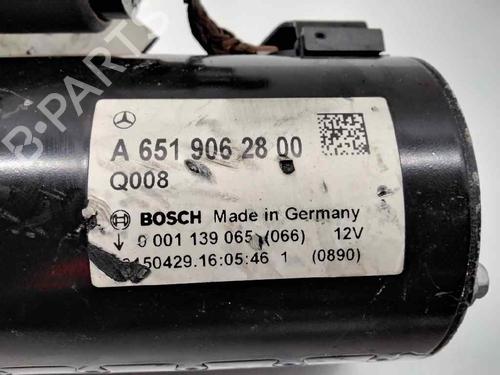 A 651 906 28 00
Q008
BOSCH Made in Germany
0 001 139 065 (066) 12V
150429.16:05:46 1 (0890)
B-PARTS